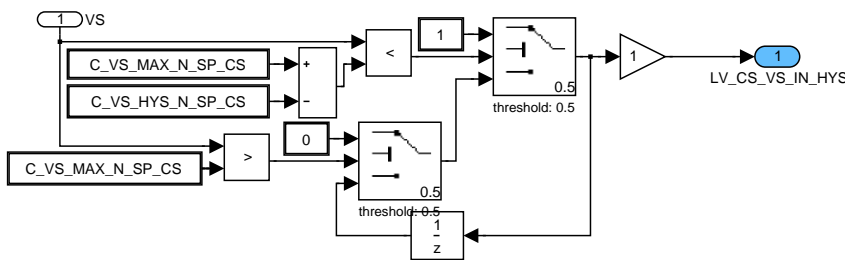 1
VS
C_VS_MAX_N_SP_CS
+
C_VS_HYS_N_SP_CS
−
<
1
0.5
threshold: 0.5
1
1
LV_CS_VS_IN_HYS
C_VS_MAX_N_SP_CS
>
0
0.5
threshold: 0.5
1
z